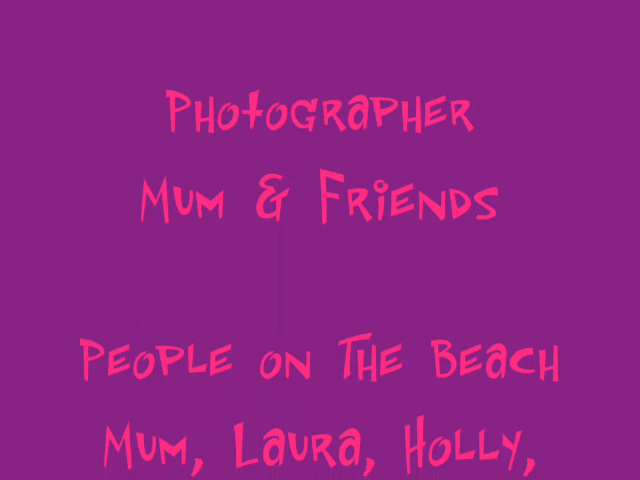 Photographer
Mum & Friends
People on The Beach
Mum, Laura, Holly,